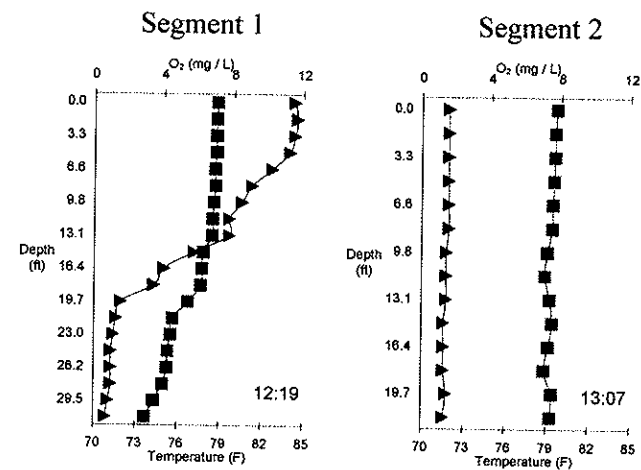 Segment 1
O₂ (mg / L)
0 4 8 12
0.0
3.3
6.6
9.8
13.1
Depth
(ft)
16.4
19.7
23.0
26.2
29.5
12:19
70 73 76 79 82 85
Temperature (F)
Segment 2
O₂ (mg / L)
0 4 8 12
0.0
3.3
6.8
Depth
(ft)
9.8
13.1
16.4
19.7
13:07
70 73 76 79 82 85
Temperature (F)